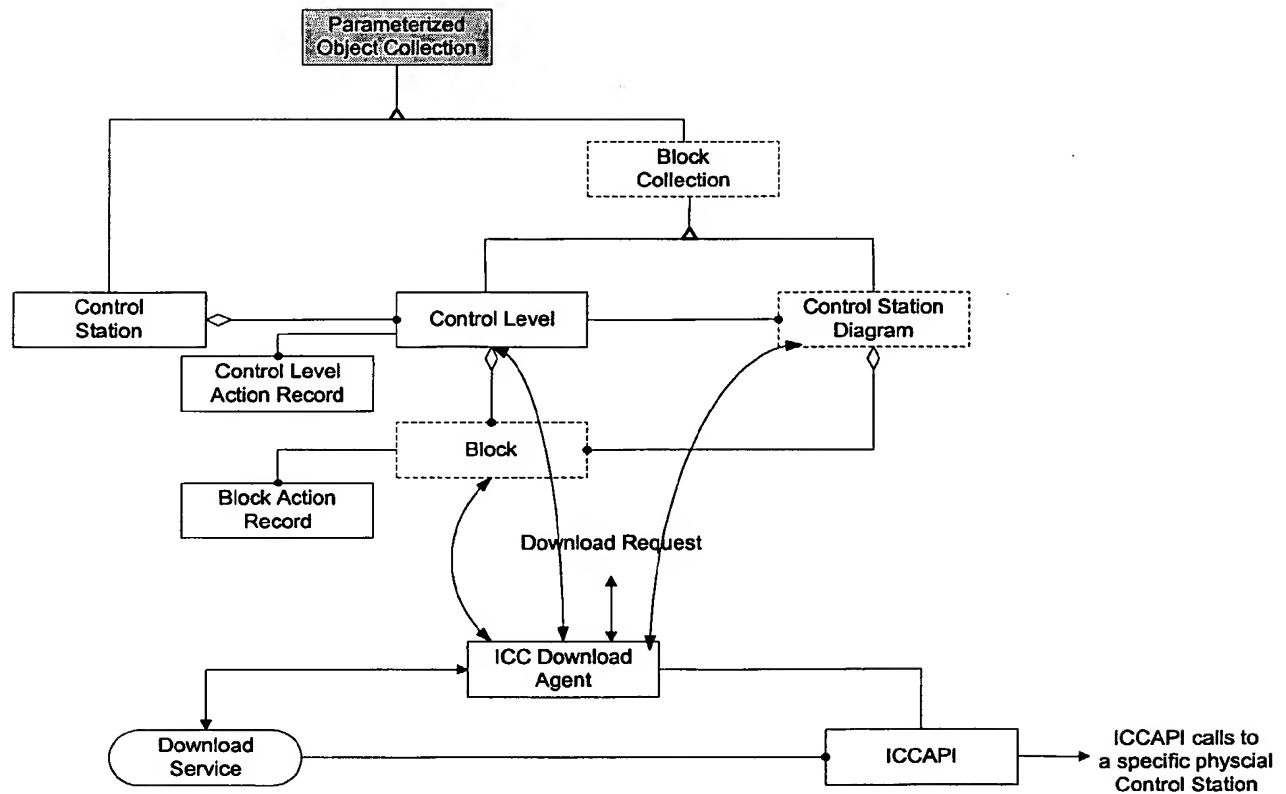 Parameterized
Object Collection
Block
Collection
Control
Station
Control Level
Control Station
Diagram
Control Level
Action Record
Block
Block Action
Record
Download Request
ICC Download
Agent
Download
Service
ICCAPI
ICCAPI calls to
a specific physcial
Control Station